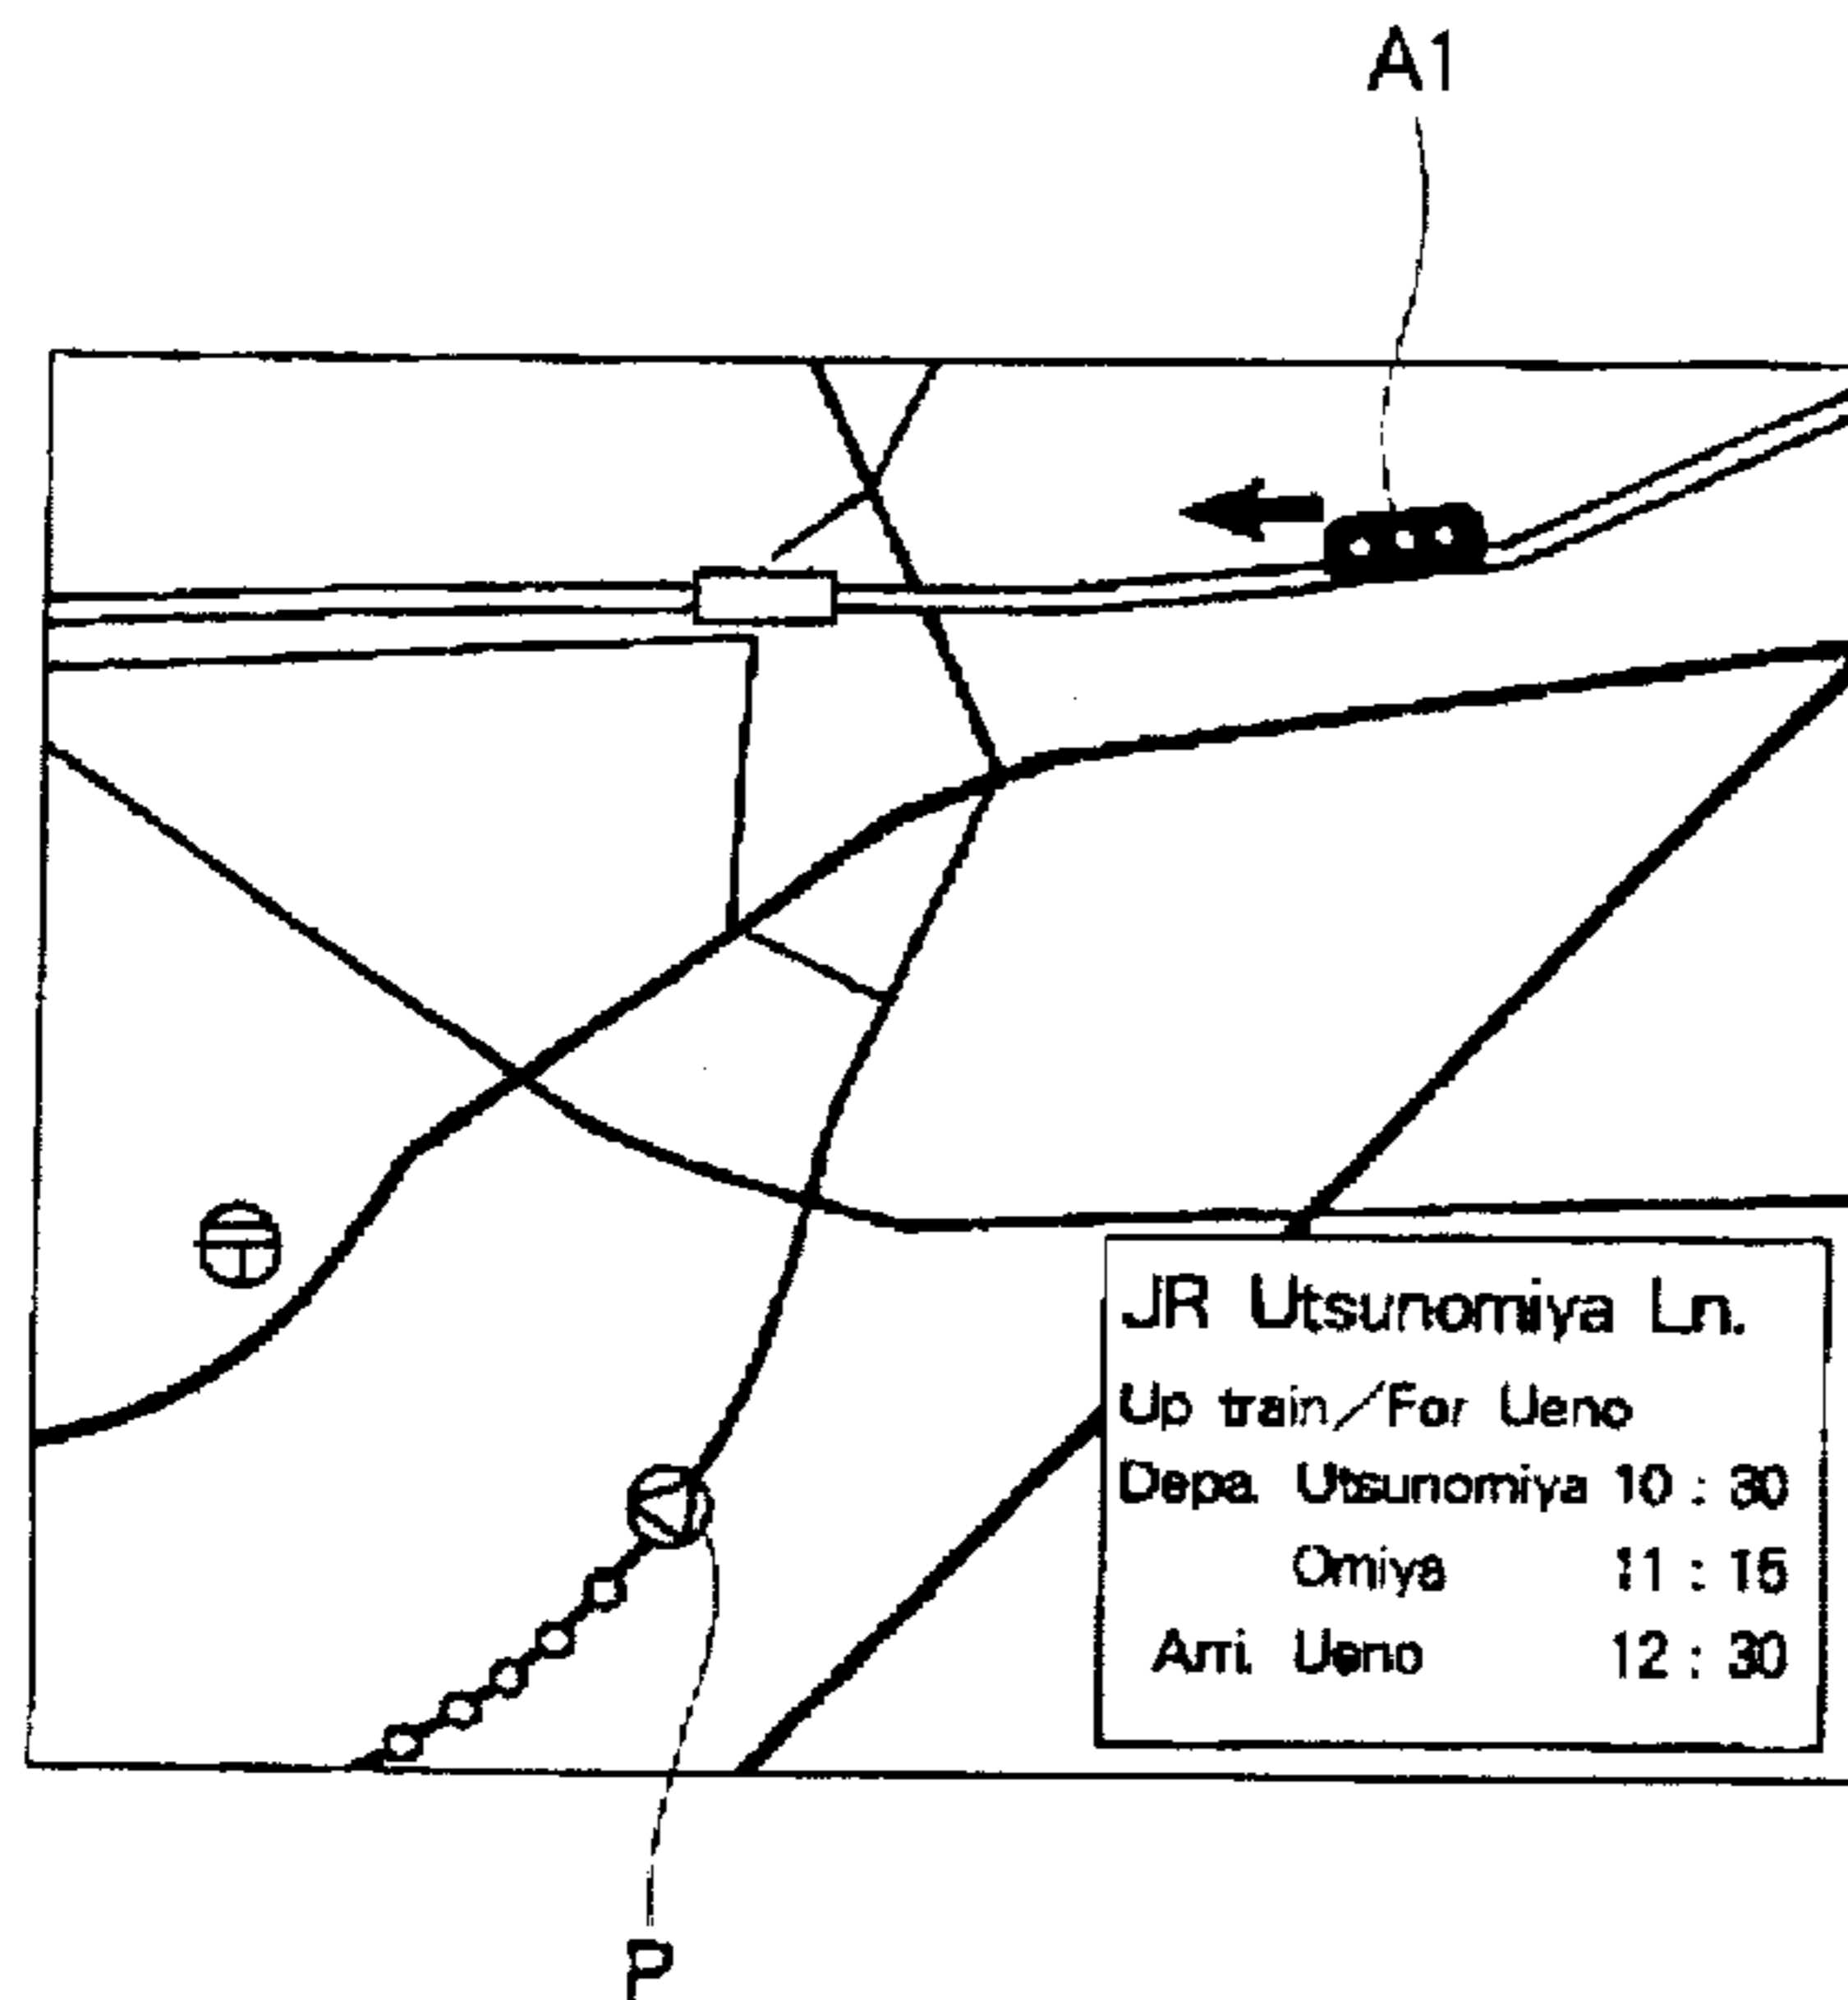 A1
JR Utsunomiya Ln.
Up train/For Ueno
Depa. Utsunomiya 10 : 30
Omiya 11 : 15
Arri. Ueno 12 : 30
P